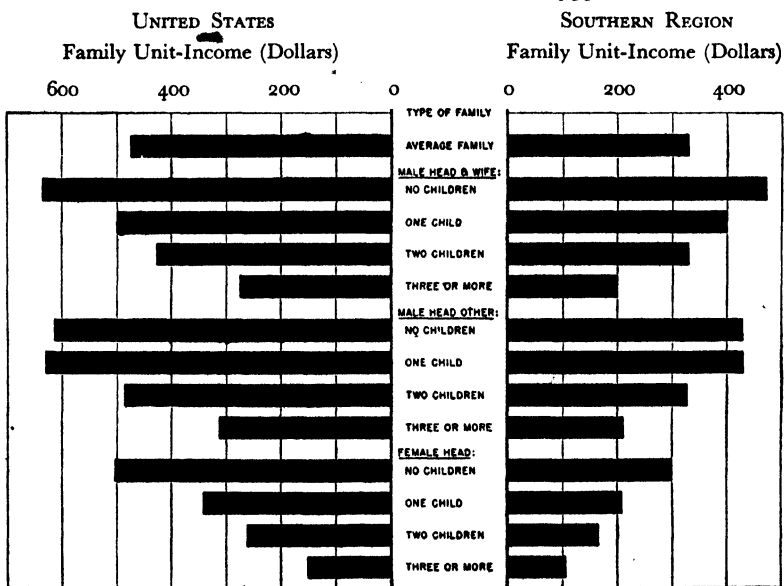 UNITED STATES
Family Unit-Income (Dollars)
SOUTHERN REGION
Family Unit-Income (Dollars)
600 400 200 0
0 200 400
TYPE OF FAMILY
AVERAGE FAMILY
MALE HEAD & WIFE:
NO CHILDREN
ONE CHILD
TWO CHILDREN
THREE OR MORE
MALE HEAD OTHER:
NO CHILDREN
ONE CHILD
TWO CHILDREN
THREE OR MORE
FEMALE HEAD:
NO CHILDREN
ONE CHILD
TWO CHILDREN
THREE OR MORE